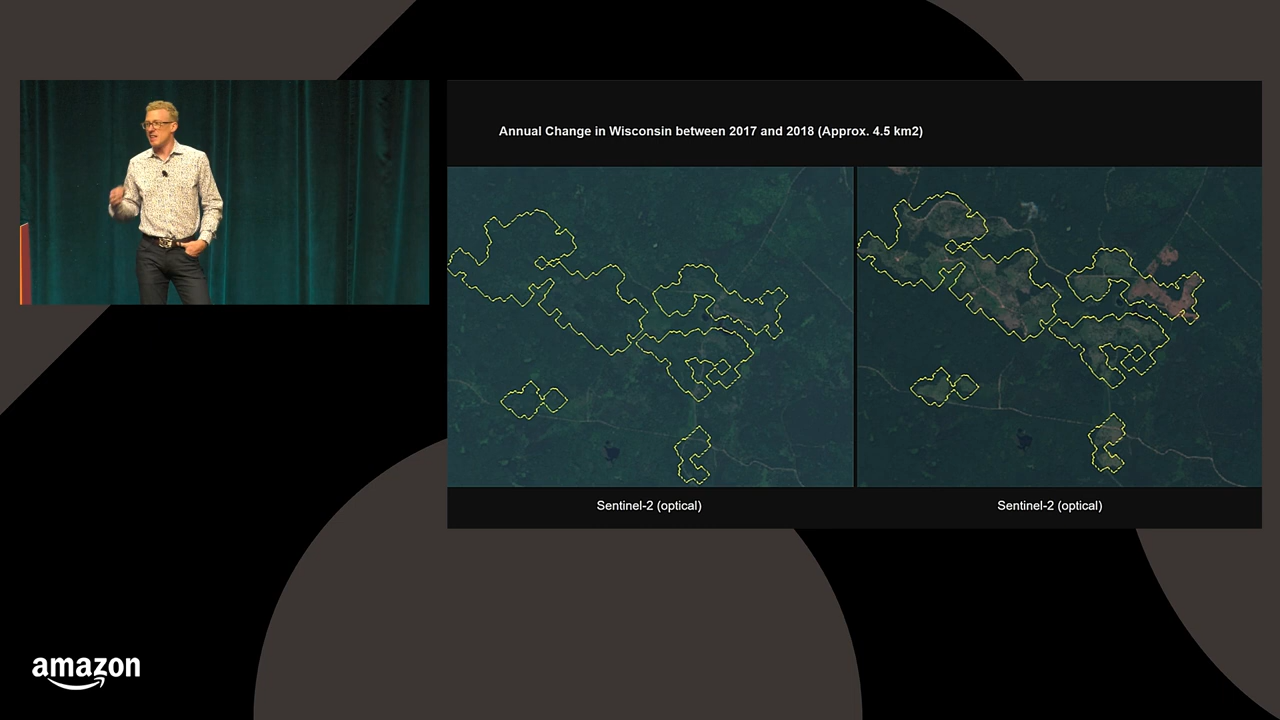 Annual Change in Wisconsin between 2017 and 2018 (Approx. 4.5 km2)
Sentinel-2 (optical)
Sentinel-2 (optical)
amazon